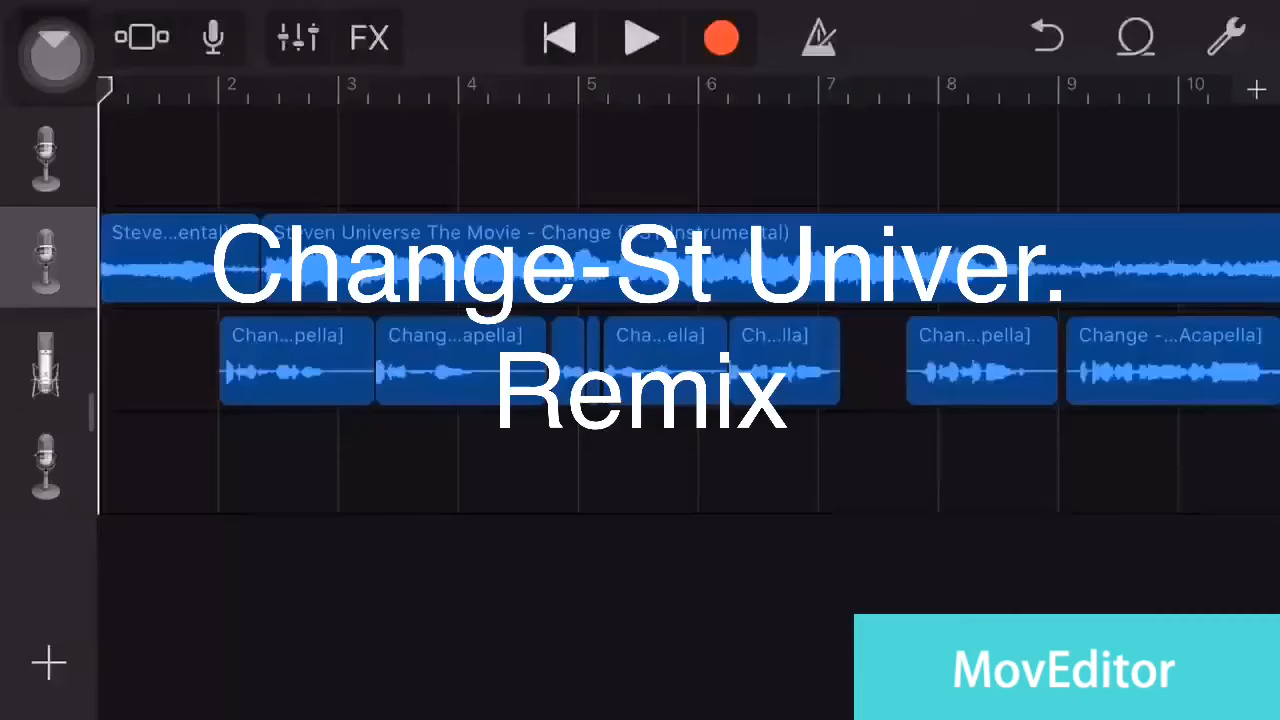 FX
2 3 4 5 6 7 8 9 10
Steve...ental)
Steven Universe The Movie - Change ( Instrumental)
Change-St Univer.
Chan...pella] Chang...apella] Cha...ella] Ch...lla] Chan...pella] Change -...Acapella]
Remix
MovEditor